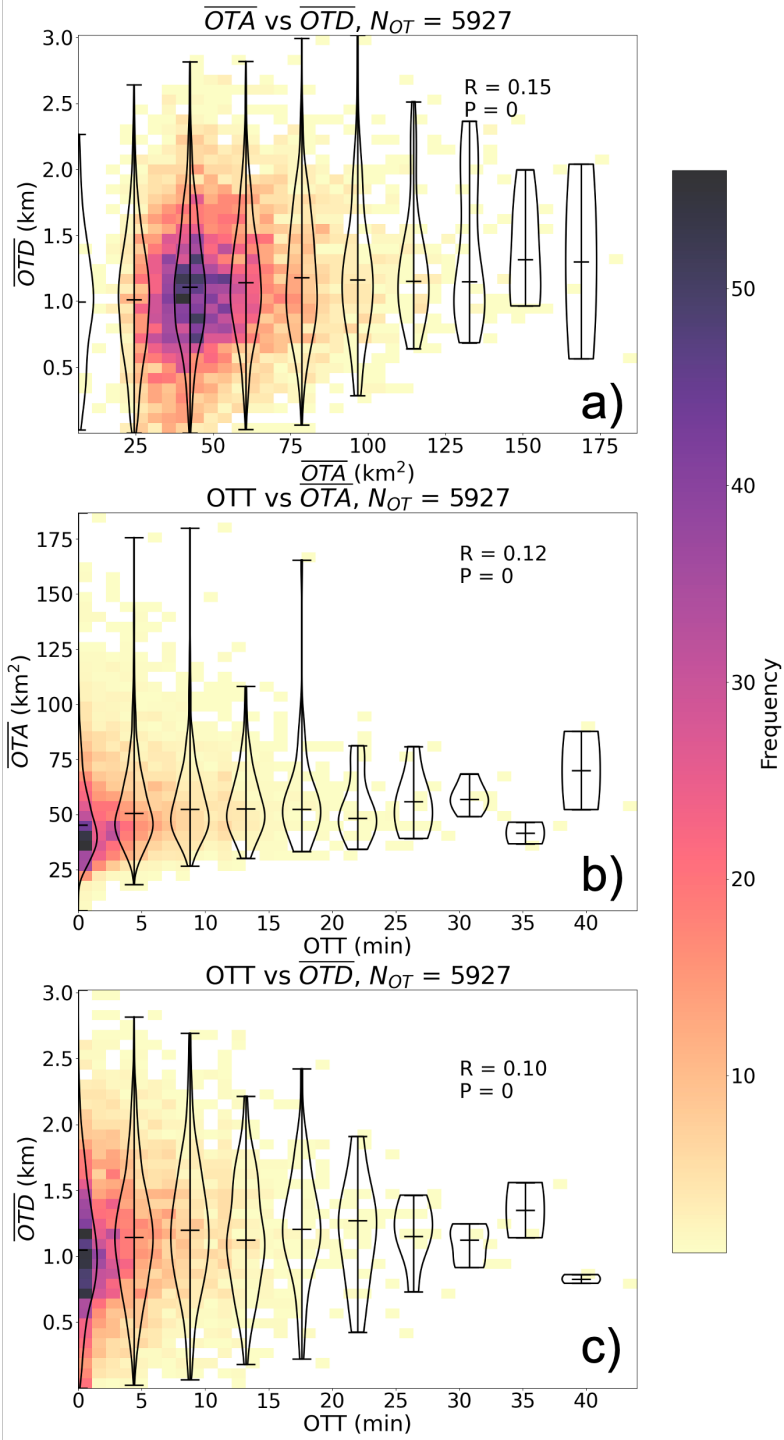 OTA vs OTD, N_OT = 5927
3.0
2.5
2.0
1.5
1.0
0.5
OTD (km)
R = 0.15
P = 0
a)
25 50 75 100 125 150 175
OTA (km²)
OTT vs OTA, N_OT = 5927
175
150
125
100
75
50
25
OTA (km²)
R = 0.12
P = 0
b)
0 5 10 15 20 25 30 35 40
OTT (min)
OTT vs OTD, N_OT = 5927
3.0
2.5
2.0
1.5
1.0
0.5
OTD (km)
R = 0.10
P = 0
c)
0 5 10 15 20 25 30 35 40
OTT (min)
50
40
30
20
10
Frequency